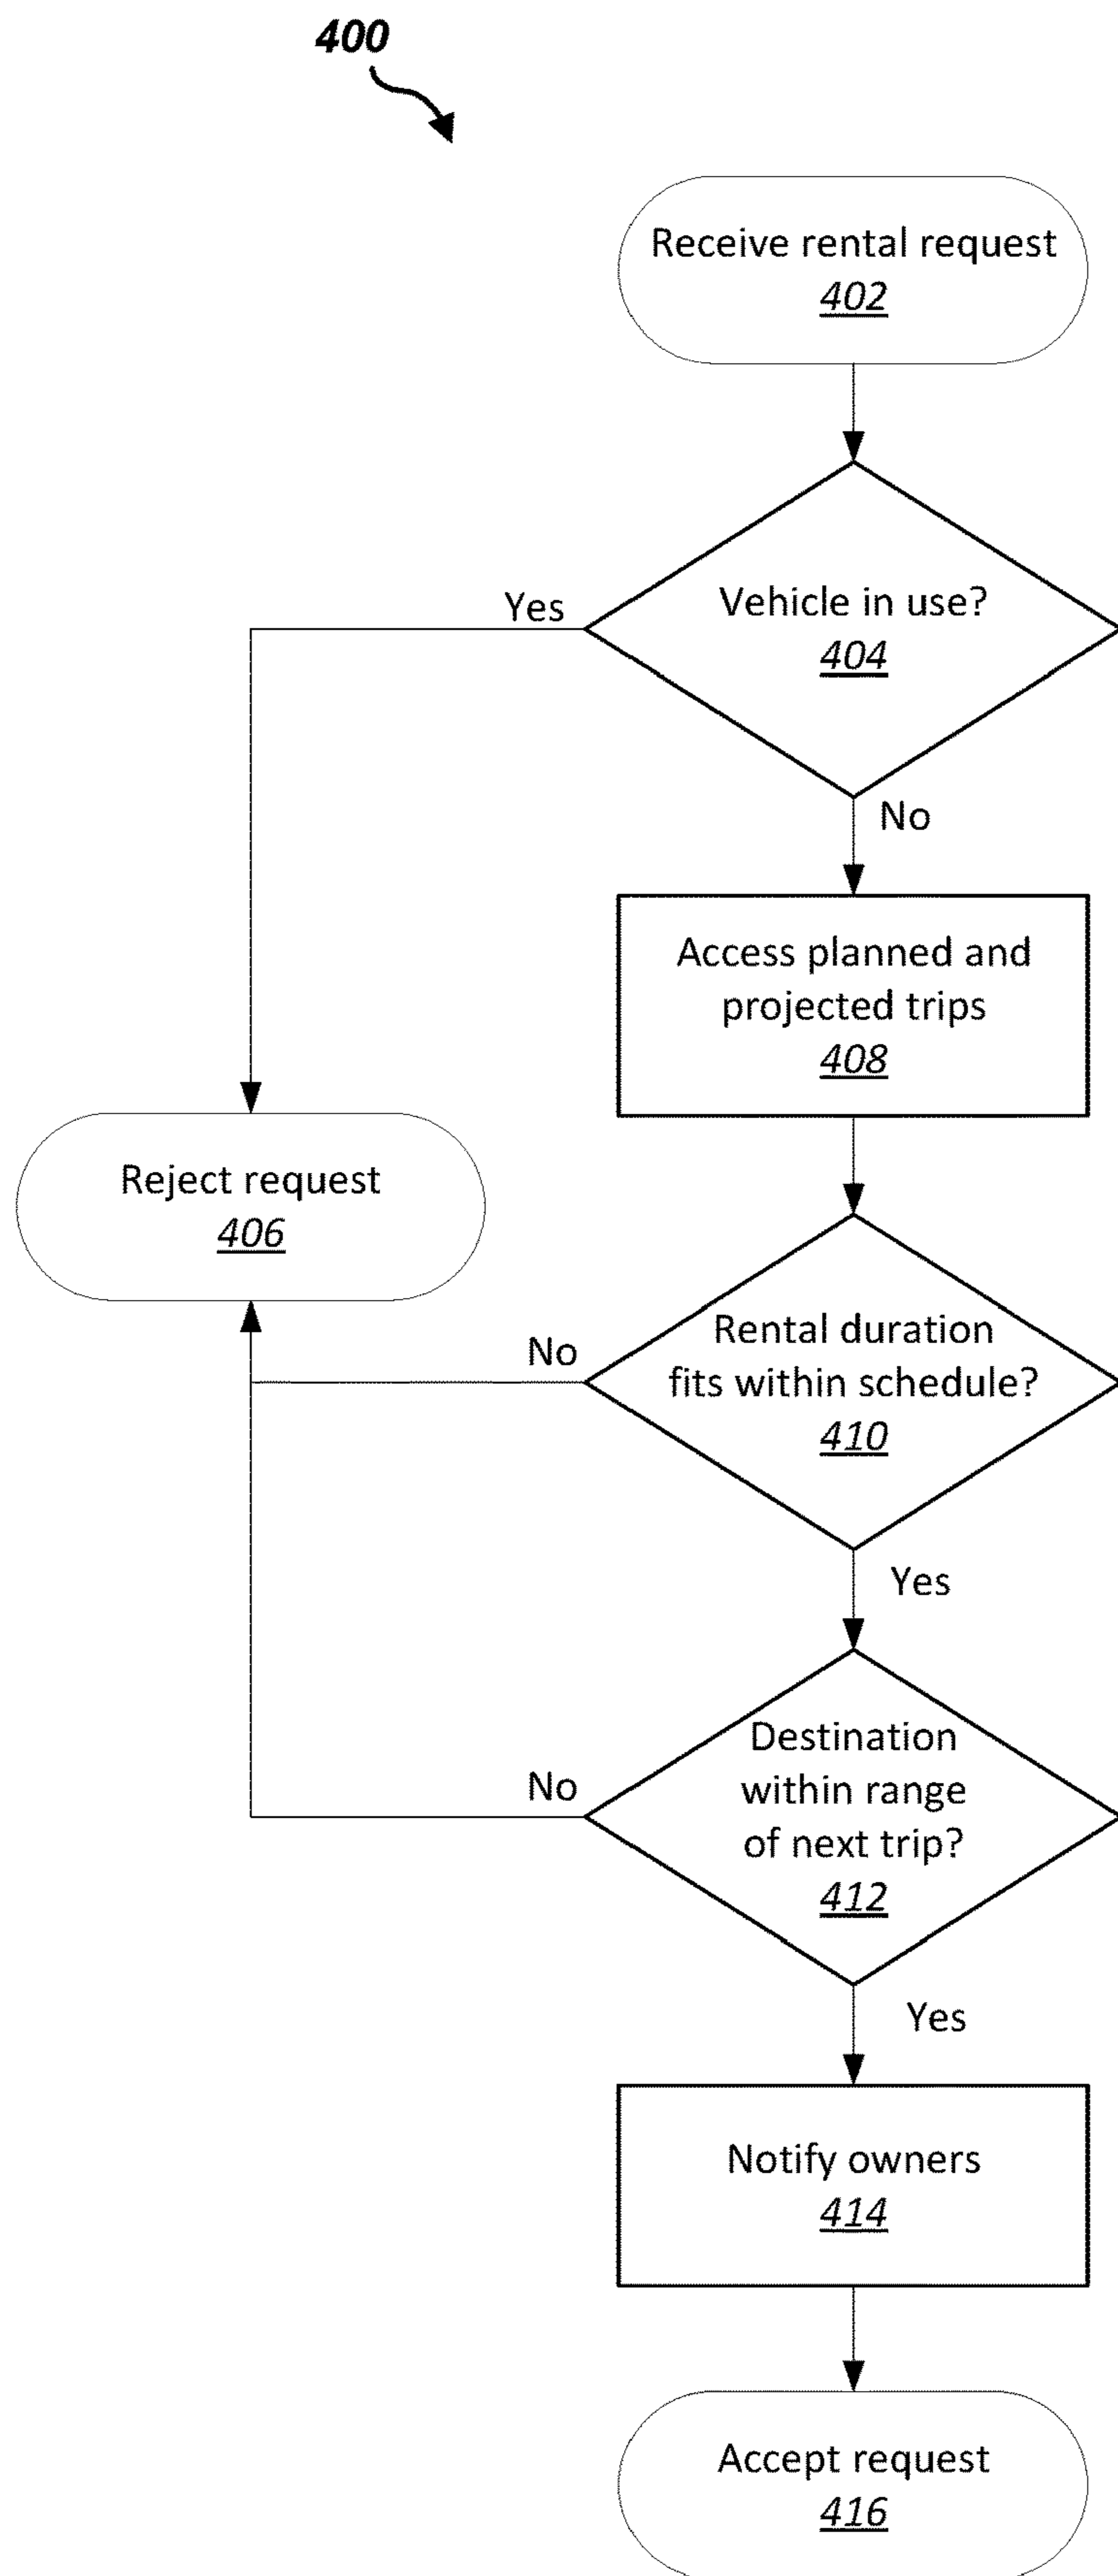 400
Receive rental request
402
Yes
Vehicle in use?
404
No
Access planned and
projected trips
408
Reject request
406
No
Rental duration
fits within schedule?
410
Yes
No
Destination
within range
of next trip?
412
Yes
Notify owners
414
Accept request
416